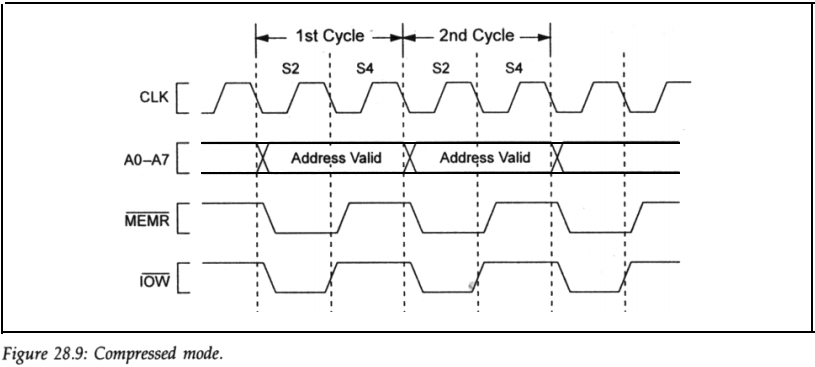 1st Cycle 2nd Cycle
S2 S4 S2 S4
CLK
A0–A7 Address Valid Address Valid
MEMR
IOW
Figure 28.9: Compressed mode.